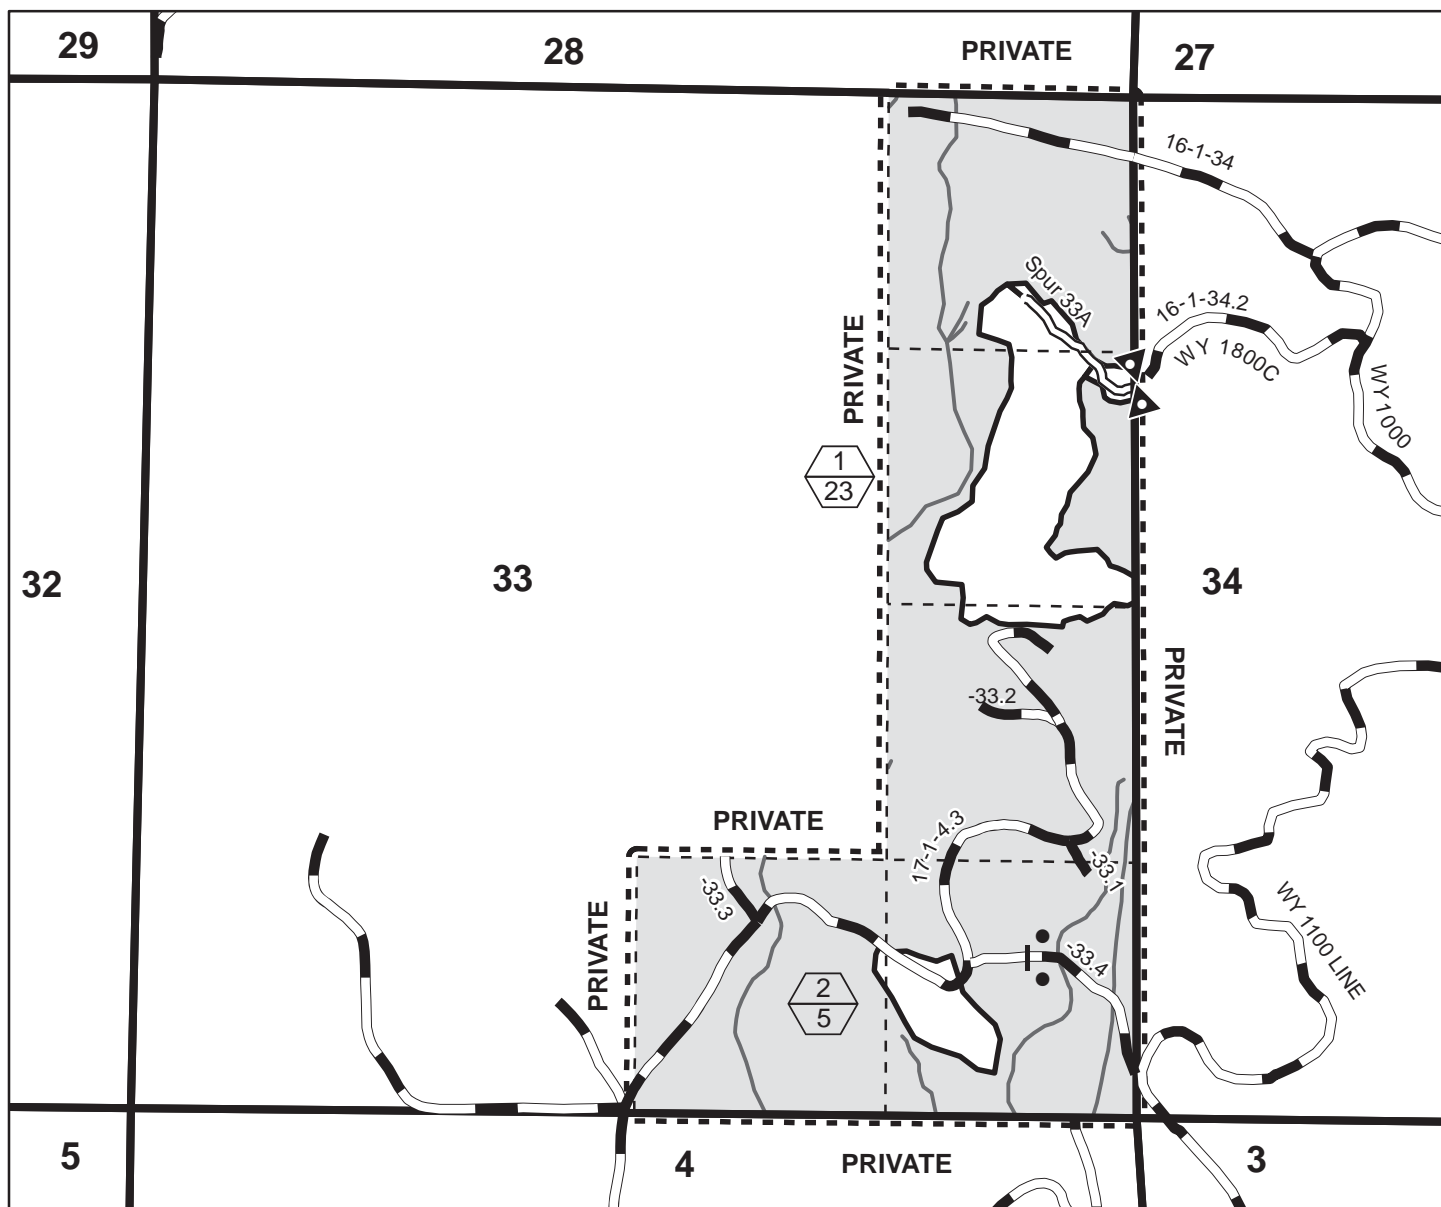 29
28
PRIVATE
27
16-1-34
Spur 33A
16-1-34.2
WY 1800C
PRIVATE
WY 1000
1
23
32
33
34
PRIVATE
-33.2
PRIVATE
17-1-4.3
-33.1
-33.3
PRIVATE
-33.4
WY 1100 LINE
2
5
5
4
PRIVATE
3